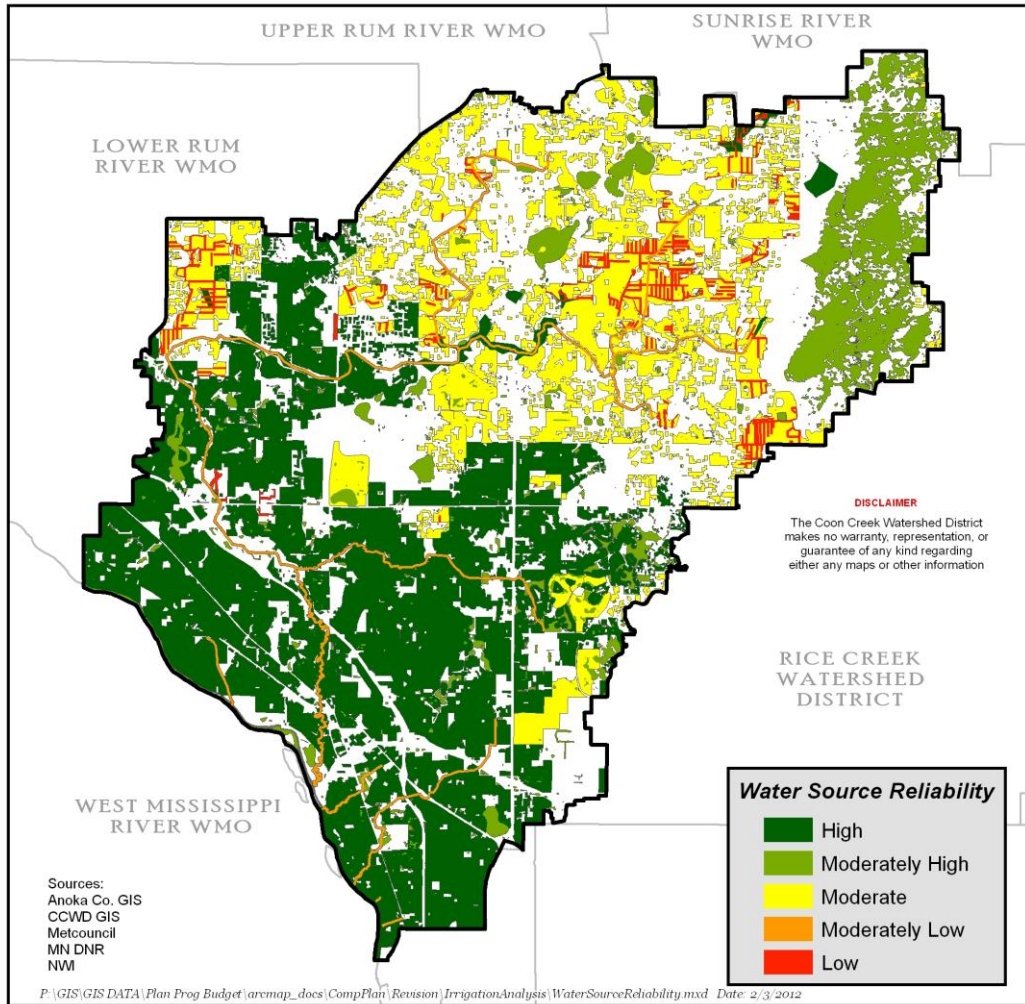 UPPER RUM RIVER WMO
SUNRISE RIVER
WMO
LOWER RUM
RIVER WMO
DISCLAIMER
The Coon Creek Watershed District
makes no warranty, representation, or
guarantee of any kind regarding
either any maps or other information
RICE CREEK
WATERSHED
DISTRICT
WEST MISSISSIPPI
RIVER WMO
Water Source Reliability
High
Moderately High
Moderate
Moderately Low
Low
Sources:
Anoka Co. GIS
CCWD GIS
Metcouncil
MN DNR
NWI
P:\GIS\GIS DATA\Plan Prog Budget\arcmap_docs\CompPlan\Revision\IrrigationAnalysis\WaterSourceReliability.mxd Date: 2/3/2012